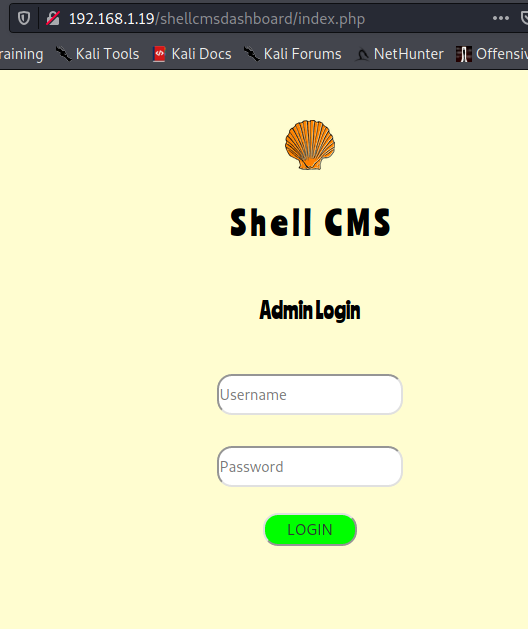 192.168.1.19/shellcmsdashboard/index.php
raining Kali Tools Kali Docs Kali Forums NetHunter Offensiv
Shell CMS
Admin Login
Username
Password
LOGIN